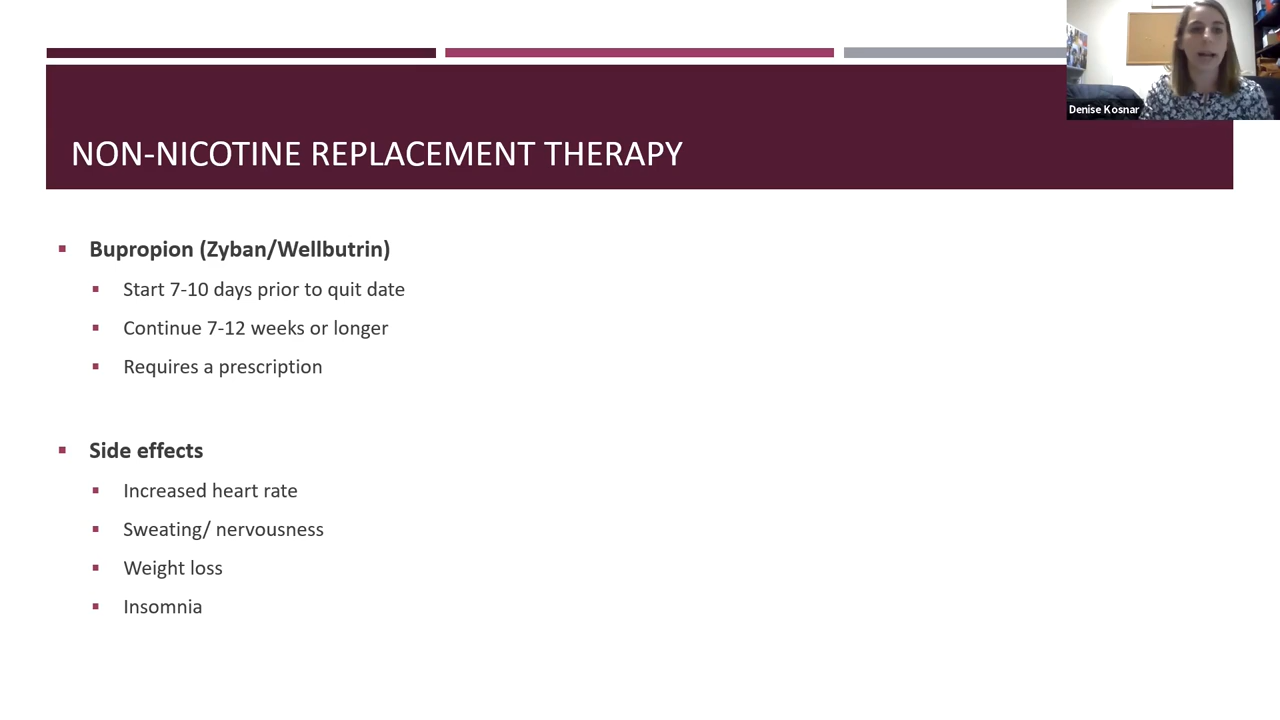 Denise Kosnar
NON-NICOTINE REPLACEMENT THERAPY
Bupropion (Zyban/Wellbutrin)
Start 7-10 days prior to quit date
Continue 7-12 weeks or longer
Requires a prescription
Side effects
Increased heart rate
Sweating/ nervousness
Weight loss
Insomnia